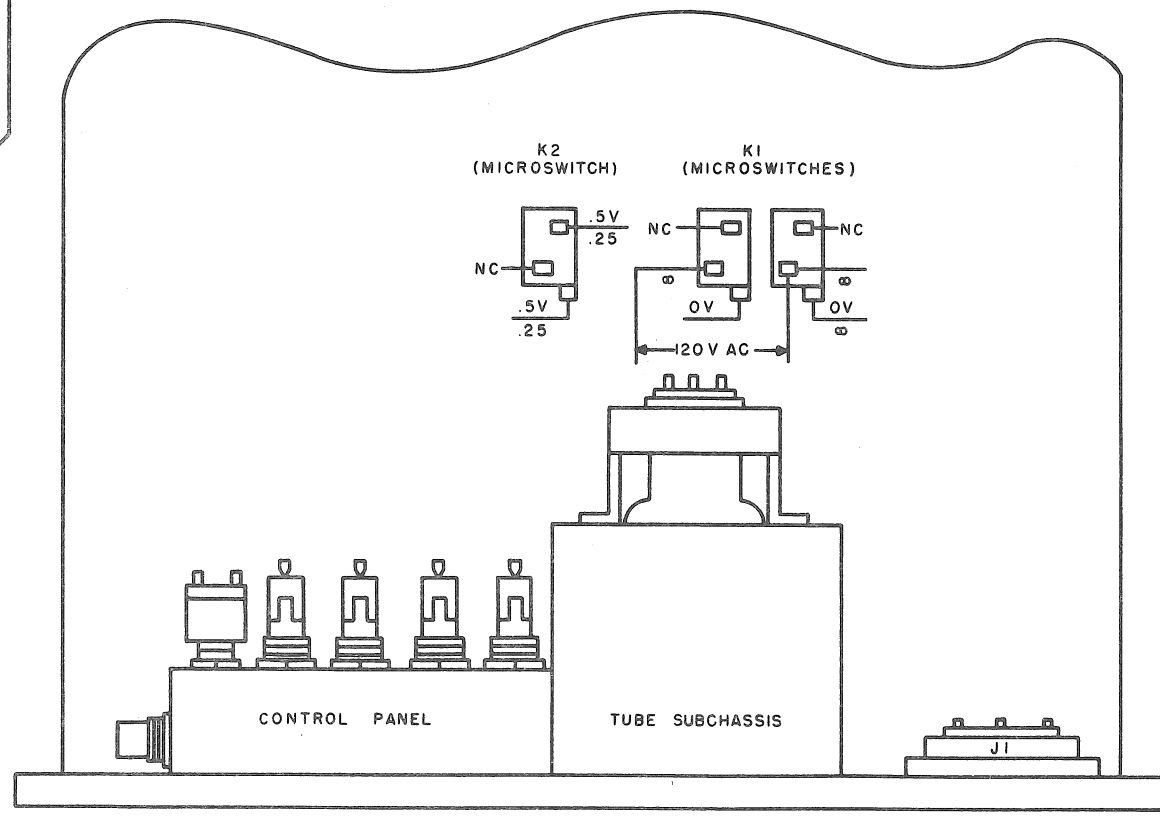 K2
(MICROSWITCH)
K1
(MICROSWITCHES)
.5V
.25
NC
.5V
.25
NC
∞
0V
NC
∞
0V
∞
120V AC
CONTROL PANEL
TUBE SUBCHASSIS
J1